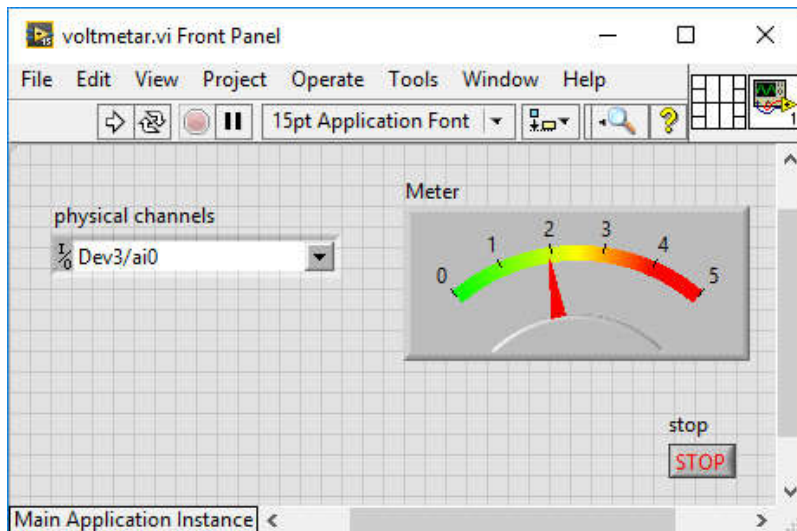 voltmetar.vi Front Panel
File Edit View Project Operate Tools Window Help
15pt Application Font
?
1
Meter
physical channels
I/O Dev3/ai0
0 1 2 3 4 5
stop
STOP
Main Application Instance